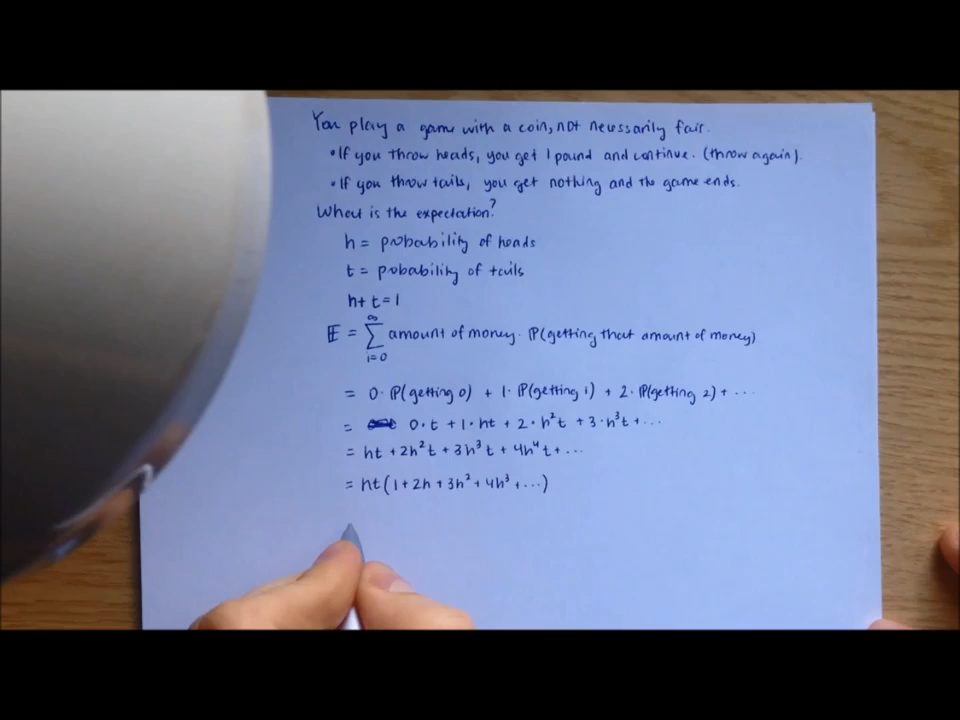 You play a game with a coin, not necessarily fair.
• If you throw heads, you get 1 pound and continue. (throw again).
• If you throw tails, you get nothing and the game ends.
What is the expectation?
h = probability of heads
t = pobability of tails
h+t=1
𝔼 = ∑_{i=0}^{∞} amount of money · ℙ(getting that amount of money)
= 0·ℙ(getting 0) + 1·ℙ(getting 1) + 2·ℙ(getting 2) + ...
= 0·t + 1·ht + 2·h²t + 3·h³t + ...
= ht + 2h²t + 3h³t + 4h⁴t + ...
= ht(1 + 2h + 3h² + 4h³ + ...)